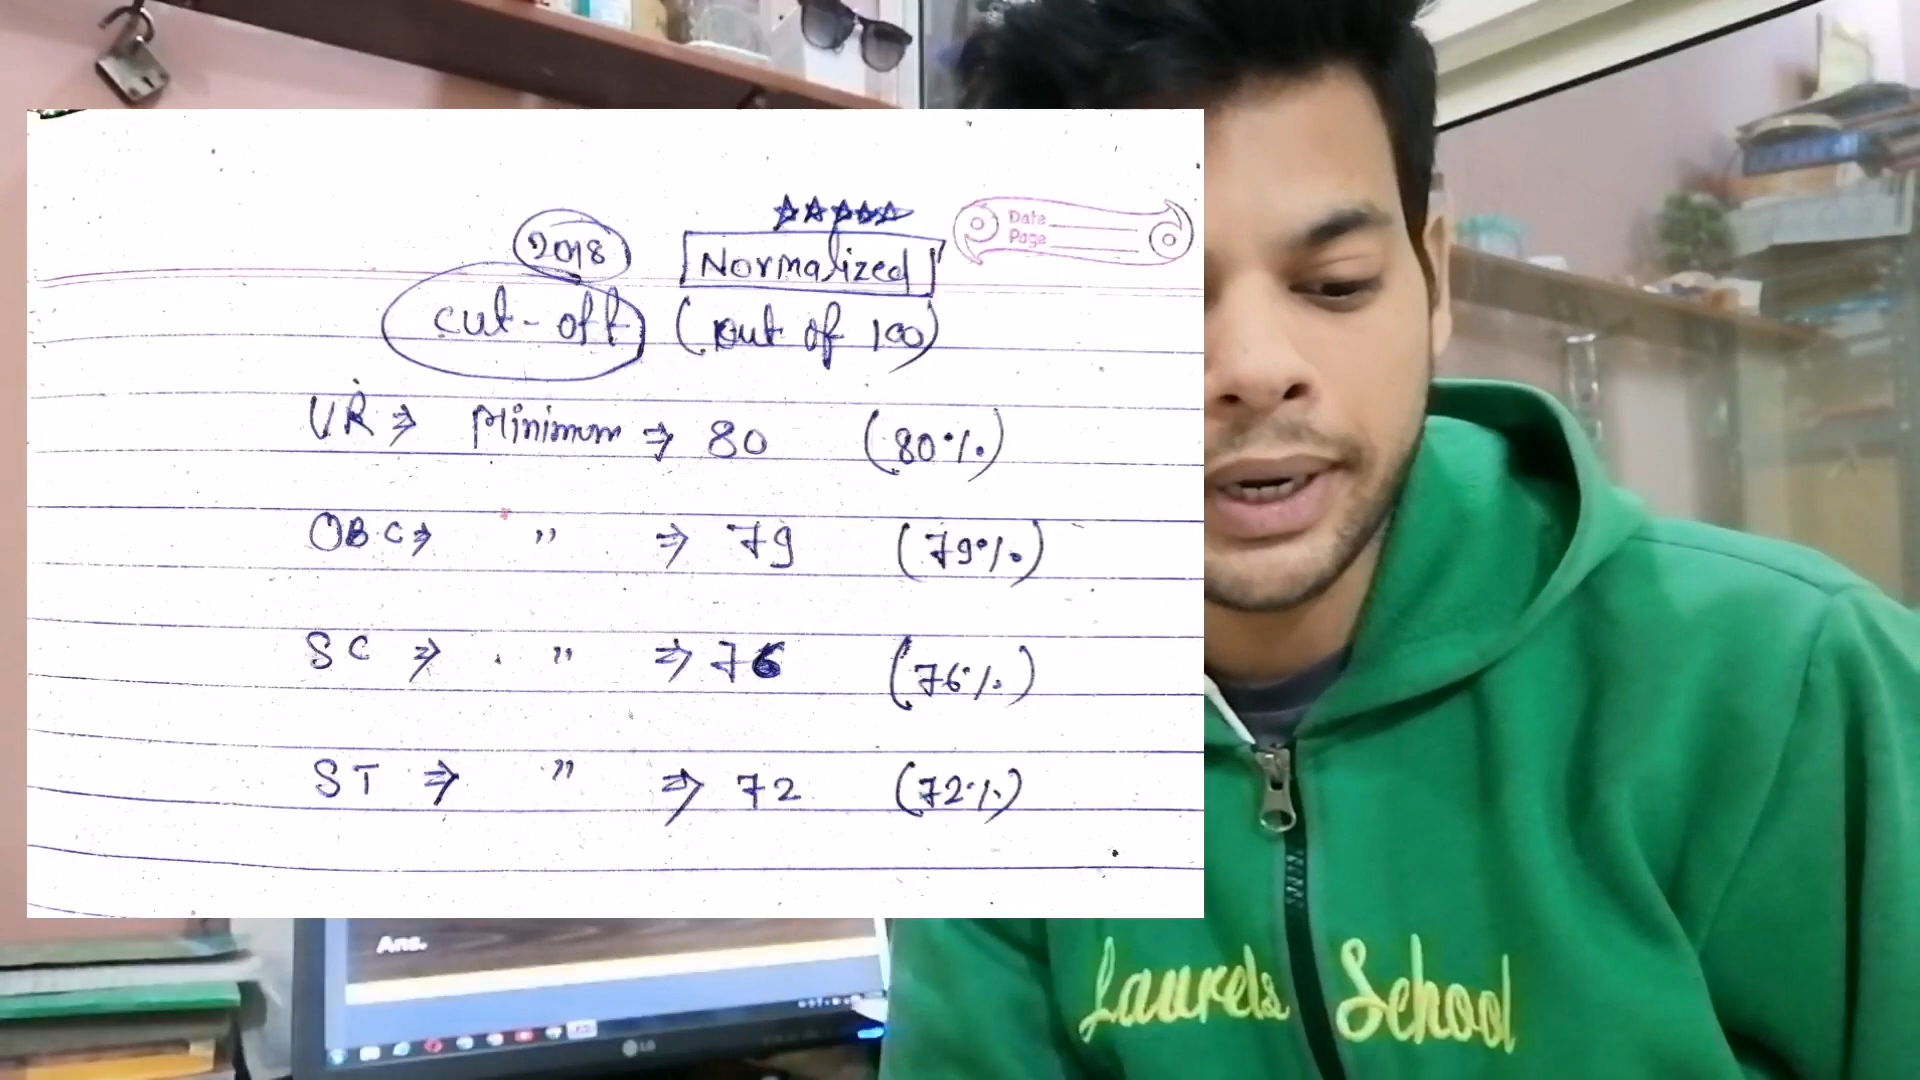 ☆☆☆☆☆
2018 Normalized
Date
Page
cut-off (out of 100)
UR ⇒ Minimum ⇒ 80 (80%)
OBC ⇒ " ⇒ 79 (79%)
SC ⇒ " ⇒ 76 (76%)
ST ⇒ " ⇒ 72 (72%)
Ans.
LG
Laurels School